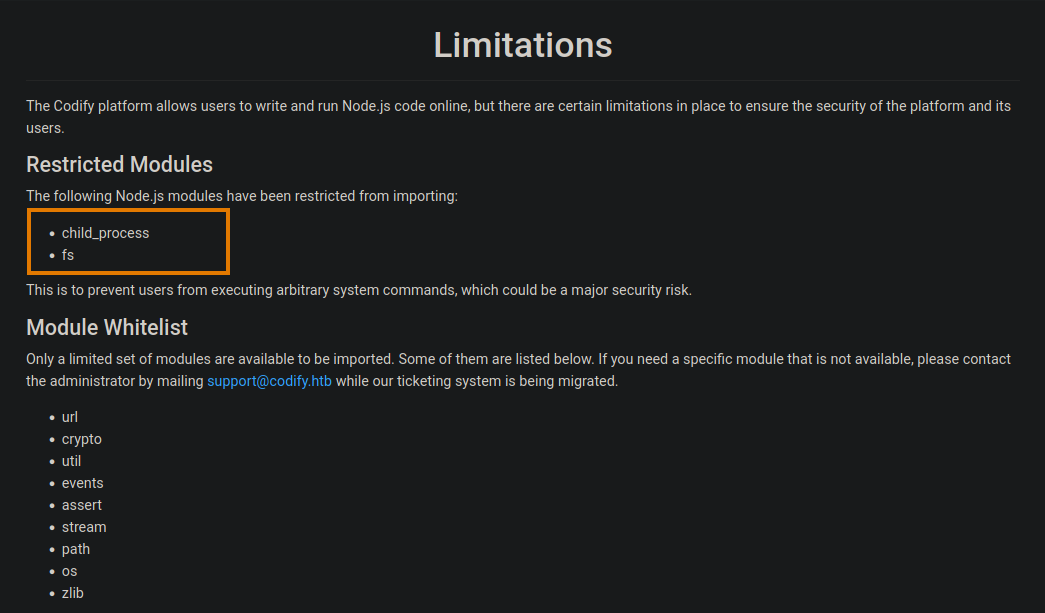 Limitations
The Codify platform allows users to write and run Node.js code online, but there are certain limitations in place to ensure the security of the platform and its
users.
Restricted Modules
The following Node.js modules have been restricted from importing:
• child_process
• fs
This is to prevent users from executing arbitrary system commands, which could be a major security risk.
Module Whitelist
Only a limited set of modules are available to be imported. Some of them are listed below. If you need a specific module that is not available, please contact
the administrator by mailing support@codify.htb while our ticketing system is being migrated.
• url
• crypto
• util
• events
• assert
• stream
• path
• os
• zlib